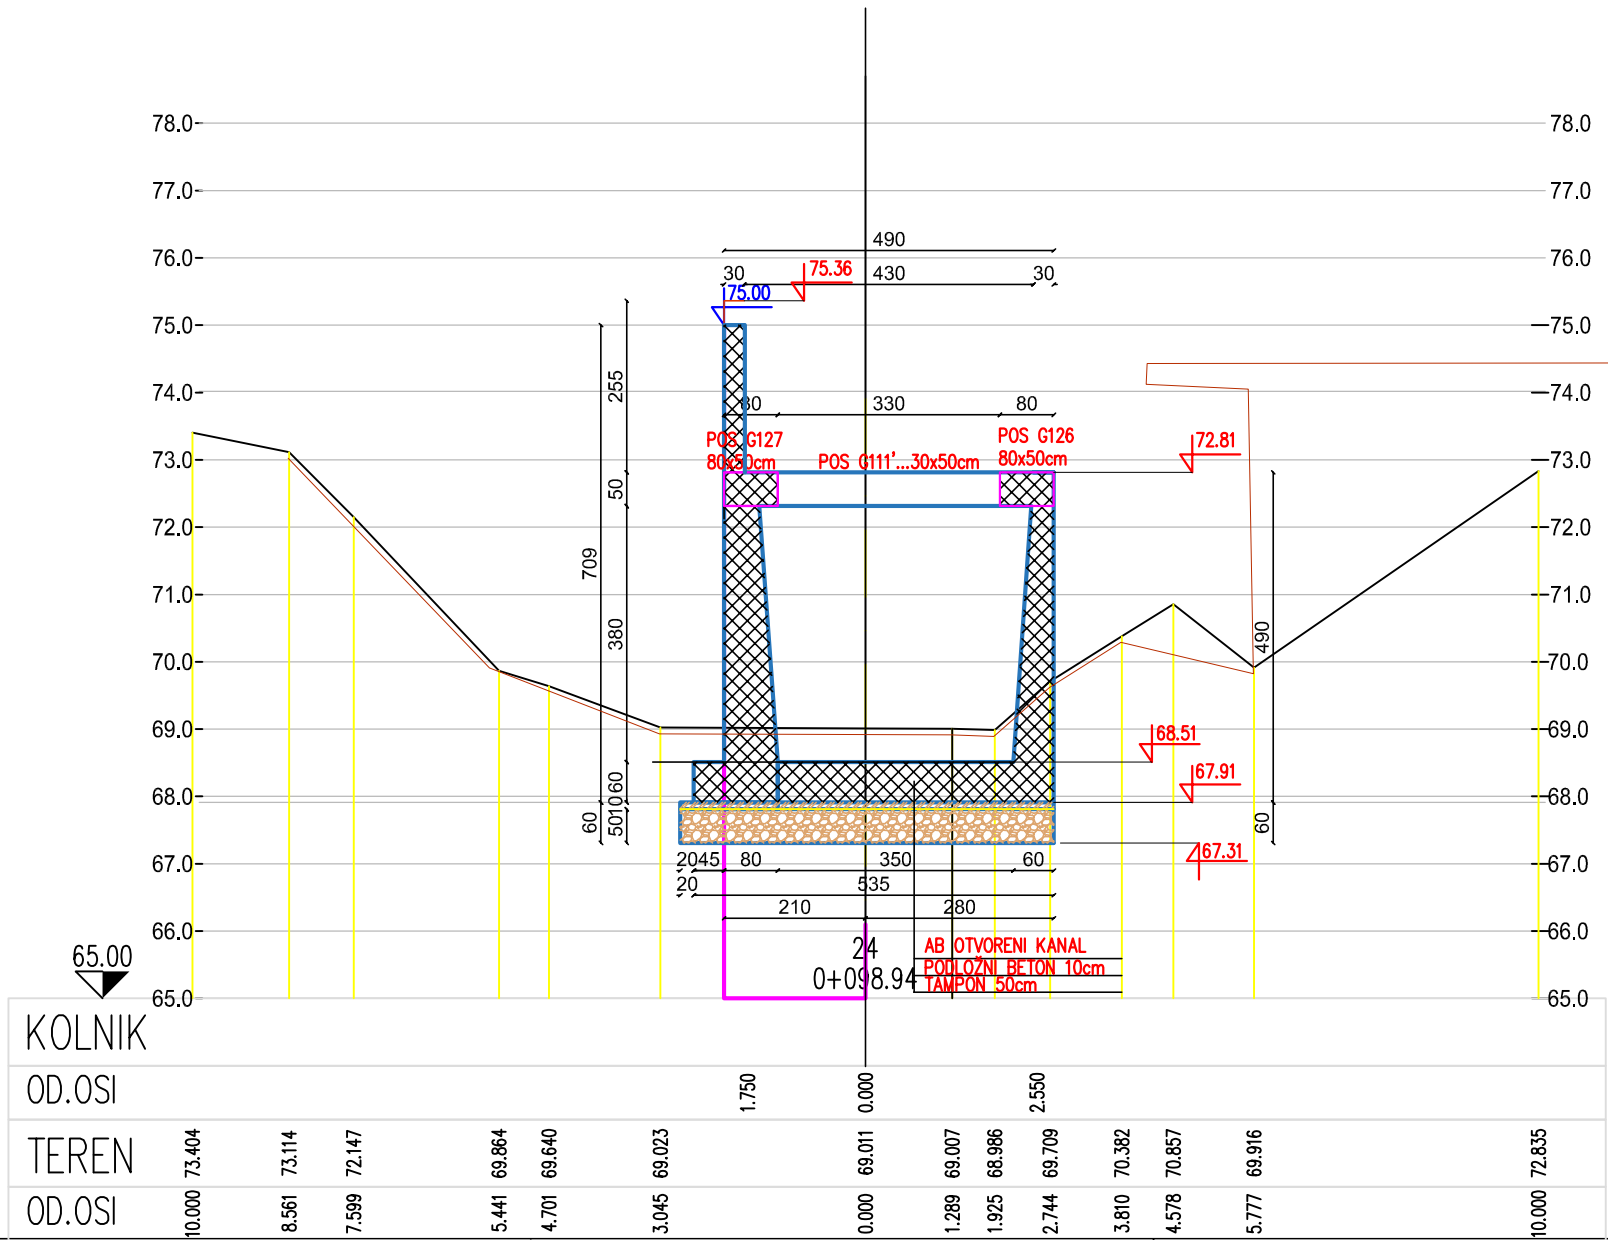 78.0 78.0
77.0 77.0
490
76.0 76.0
30 75.36 430 30
75.00
75.0 75.0
255
74.0 74.0
80 330 80
POS G127 POS G126 72.81
80x50cm POS G111'...30x50cm 80x50cm
73.0 73.0
50
72.0 72.0
709
71.0 71.0
380 490
70.0 70.0
69.0 69.0
68.51
60 67.91
68.0 68.0
60 50 10 60
67.31
67.0 20 45 80 350 60 67.0
20 535
210 280
66.0 66.0
24 AB OTVORENI KANAL
65.00 PODLOŽNI BETON 10cm
0+098.94 TAMPON 50cm
65.0 65.0
KOLNIK
OD.OSI 1.750 0.000 2.550
TEREN 73.404 73.114 72.147 69.864 69.640 69.023 69.011 69.007 68.986 69.709 70.382 70.857 69.916 72.835
OD.OSI 10.000 8.561 7.599 5.441 4.701 3.045 0.000 1.289 1.925 2.744 3.810 4.578 5.777 10.000